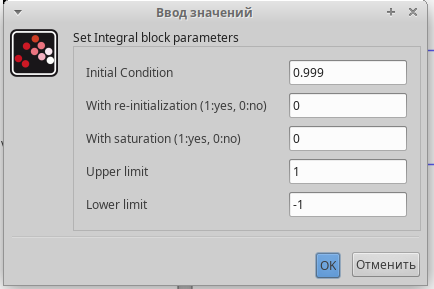 Ввод значений
Set Integral block parameters
Initial Condition 0.999
With re-initialization (1:yes, 0:no) 0
With saturation (1:yes, 0:no) 0
Upper limit 1
Lower limit -1
OK Отменить